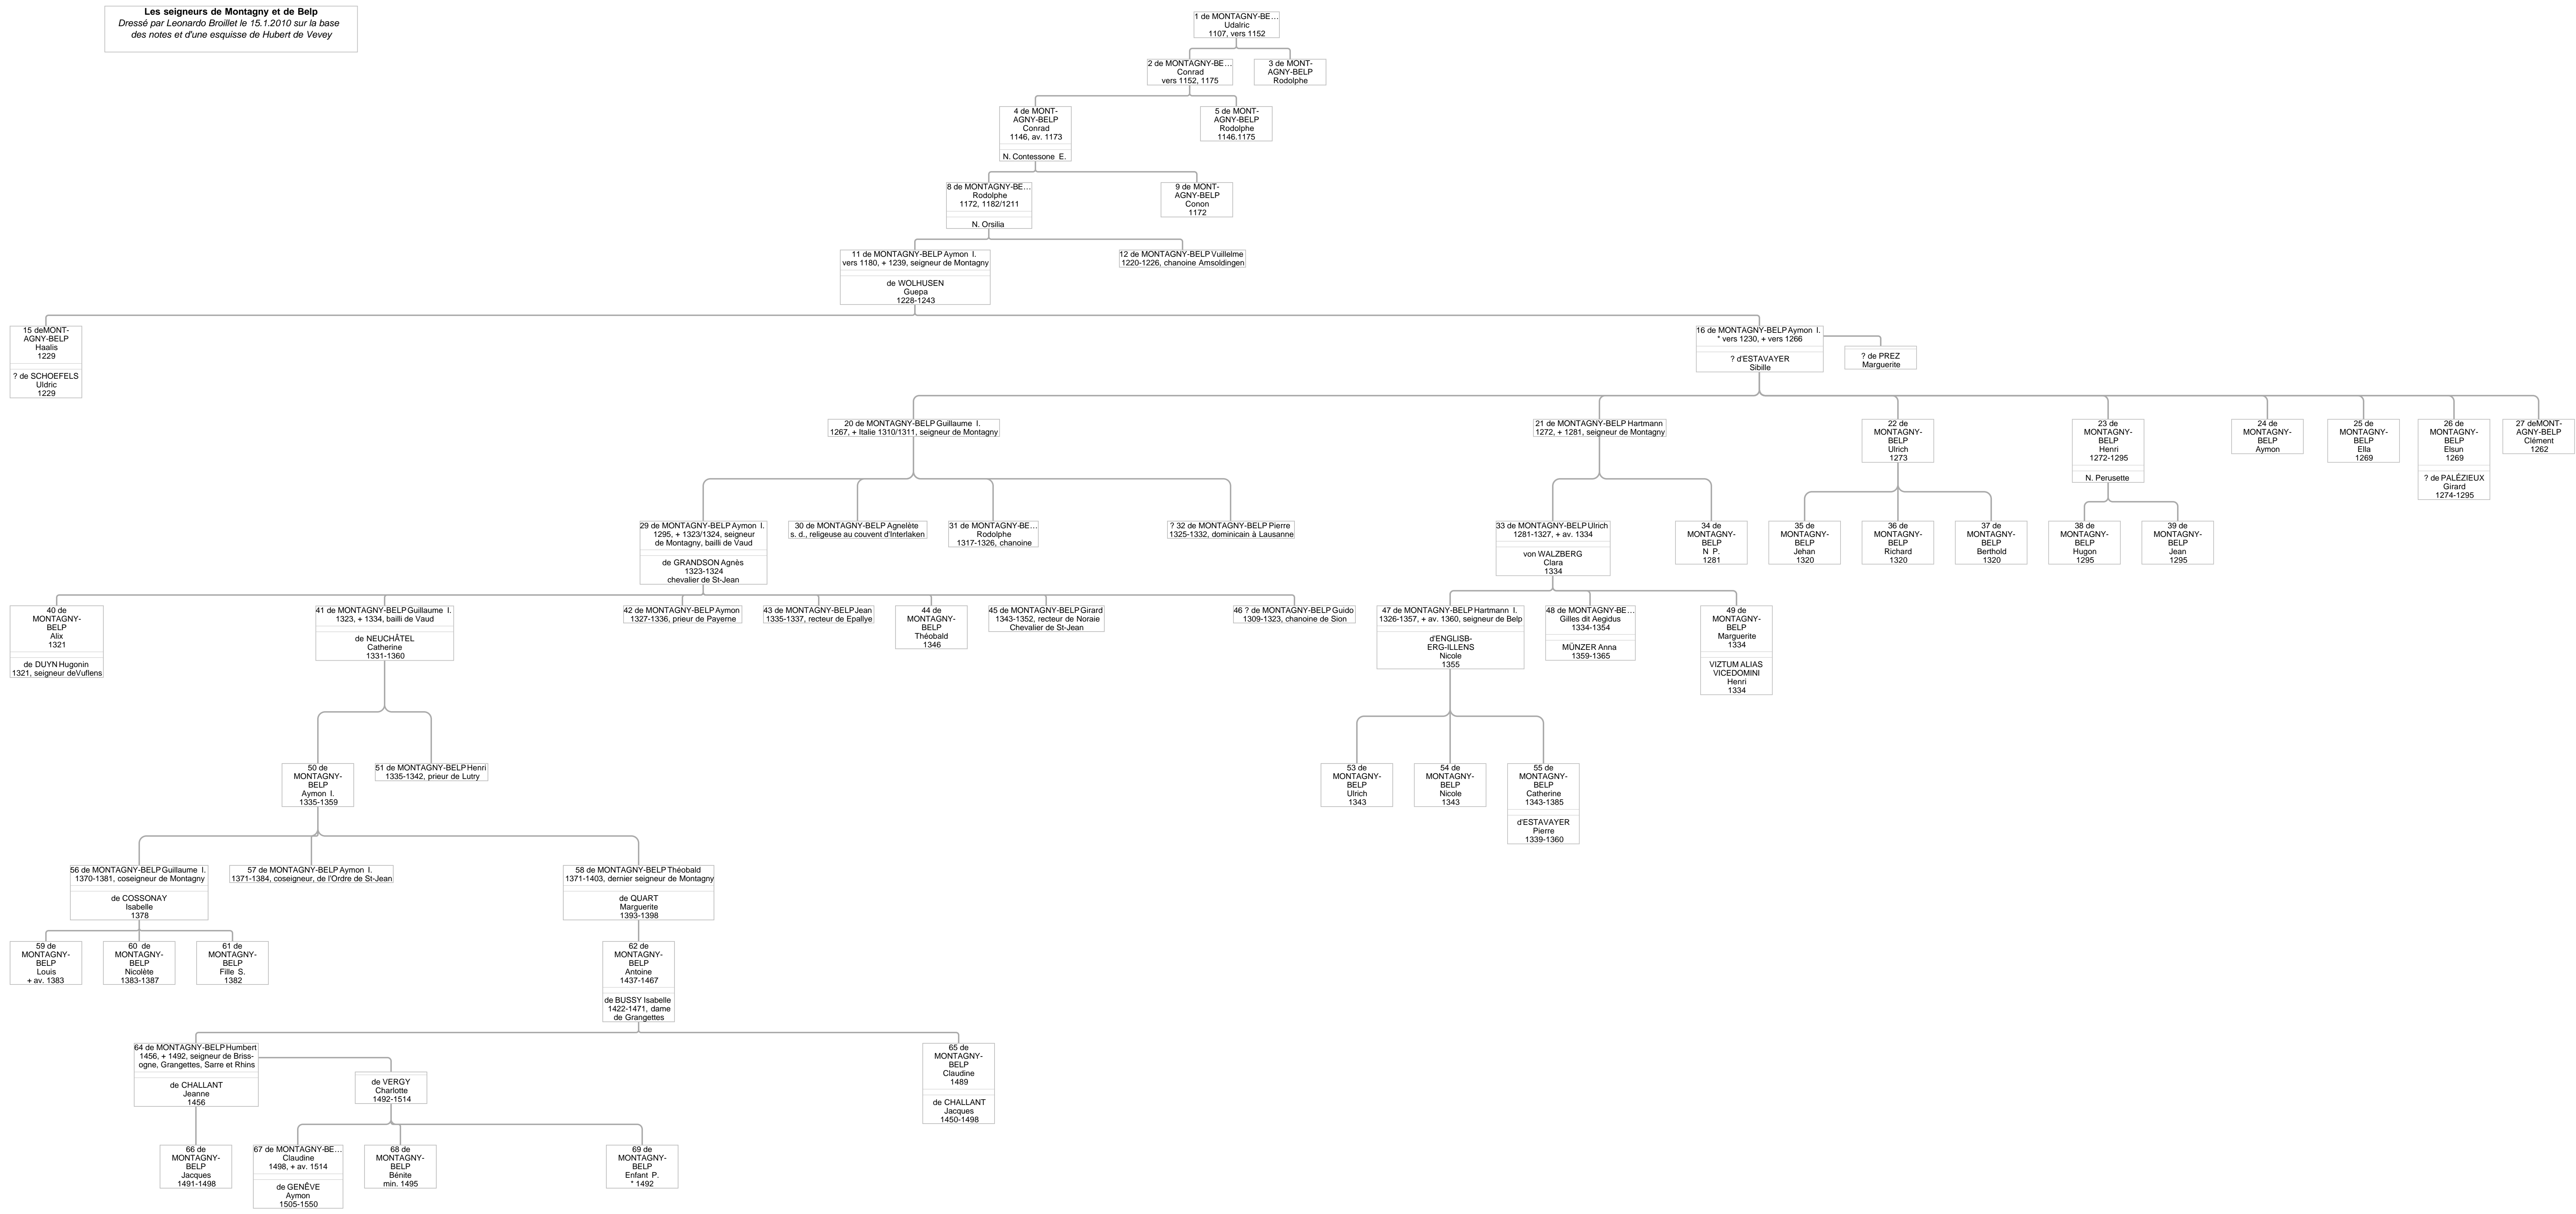 Les seigneurs de Montagny et de Belp
Dressé par Leonardo Broillet le 15.1.2010 sur la base
des notes et d'une esquisse de Hubert de Vevey
1 de MONTAGNY-BE...
Udalric
1107, vers 1152
2 de MONTAGNY-BE...
Conrad
vers 1152, 1175
3 de MONT-
AGNY-BELP
Rodolphe
4 de MONT-
AGNY-BELP
Conrad
1146, av. 1173
N. Contessone E.
5 de MONT-
AGNY-BELP
Rodolphe
1146.1175
8 de MONTAGNY-BE...
Rodolphe
1172, 1182/1211
N. Orsilia
9 de MONT-
AGNY-BELP
Conon
1172
11 de MONTAGNY-BELP Aymon I.
vers 1180, + 1239, seigneur de Montagny
de WOLHUSEN
Guepa
1228-1243
12 de MONTAGNY-BELP Vuillelme
1220-1226, chanoine Amsoldingen
15 deMONT-
AGNY-BELP
Haalis
1229
? de SCHOEFELS
Uldric
1229
16 de MONTAGNY-BELP Aymon I.
* vers 1230, + vers 1266
? d'ESTAVAYER
Sibille
? de PREZ
Marguerite
20 de MONTAGNY-BELP Guillaume I.
1267, + Italie 1310/1311, seigneur de Montagny
21 de MONTAGNY-BELP Hartmann
1272, + 1281, seigneur de Montagny
22 de
MONTAGNY-
BELP
Ulrich
1273
23 de
MONTAGNY-
BELP
Henri
1272-1295
N. Perusette
24 de
MONTAGNY-
BELP
Aymon
25 de
MONTAGNY-
BELP
Ella
1269
26 de
MONTAGNY-
BELP
Elsun
1269
? de PALÉZIEUX
Girard
1274-1295
27 deMONT-
AGNY-BELP
Clément
1262
29 de MONTAGNY-BELP Aymon I.
1295, + 1323/1324, seigneur
de Montagny, bailli de Vaud
de GRANDSON Agnès
1323-1324
chevalier de St-Jean
30 de MONTAGNY-BELP Agnelète
s. d., religeuse au couvent d'Interlaken
31 de MONTAGNY-BE...
Rodolphe
1317-1326, chanoine
? 32 de MONTAGNY-BELP Pierre
1325-1332, dominicain à Lausanne
33 de MONTAGNY-BELP Ulrich
1281-1327, + av. 1334
von WALZBERG
Clara
1334
34 de
MONTAGNY-
BELP
N P.
1281
35 de
MONTAGNY-
BELP
Jehan
1320
36 de
MONTAGNY-
BELP
Richard
1320
37 de
MONTAGNY-
BELP
Berthold
1320
38 de
MONTAGNY-
BELP
Hugon
1295
39 de
MONTAGNY-
BELP
Jean
1295
40 de
MONTAGNY-
BELP
Alix
1321
de DUYN Hugonin
1321, seigneur deVuflens
41 de MONTAGNY-BELP Guillaume I.
1323, + 1334, bailli de Vaud
de NEUCHÂTEL
Catherine
1331-1360
42 de MONTAGNY-BELP Aymon
1327-1336, prieur de Payerne
43 de MONTAGNY-BELP Jean
1335-1337, recteur de Epallye
44 de
MONTAGNY-
BELP
Théobald
1346
45 de MONTAGNY-BELP Girard
1343-1352, recteur de Noraie
Chevalier de St-Jean
46 ? de MONTAGNY-BELP Guido
1309-1323, chanoine de Sion
47 de MONTAGNY-BELP Hartmann I.
1326-1357, + av. 1360, seigneur de Belp
d'ENGLISB-
ERG-ILLENS
Nicole
1355
48 de MONTAGNY-BE...
Gilles dit Aegidus
1334-1354
MÜNZER Anna
1359-1365
49 de
MONTAGNY-
BELP
Marguerite
1334
VIZTUM ALIAS
VICEDOMINI
Henri
1334
50 de
MONTAGNY-
BELP
Aymon I.
1335-1359
51 de MONTAGNY-BELP Henri
1335-1342, prieur de Lutry
53 de
MONTAGNY-
BELP
Ulrich
1343
54 de
MONTAGNY-
BELP
Nicole
1343
55 de
MONTAGNY-
BELP
Catherine
1343-1385
d'ESTAVAYER
Pierre
1339-1360
56 de MONTAGNY-BELP Guillaume I.
1370-1381, coseigneur de Montagny
de COSSONAY
Isabelle
1378
57 de MONTAGNY-BELP Aymon I.
1371-1384, coseigneur, de l'Ordre de St-Jean
58 de MONTAGNY-BELP Théobald
1371-1403, dernier seigneur de Montagny
de QUART
Marguerite
1393-1398
59 de
MONTAGNY-
BELP
Louis
+ av. 1383
60 de
MONTAGNY-
BELP
Nicolète
1383-1387
61 de
MONTAGNY-
BELP
Fille S.
1382
62 de
MONTAGNY-
BELP
Antoine
1437-1467
de BUSSY Isabelle
1422-1471, dame
de Grangettes
64 de MONTAGNY-BELP Humbert
1456, + 1492, seigneur de Briss-
ogne, Grangettes, Sarre et Rhins
de CHALLANT
Jeanne
1456
de VERGY
Charlotte
1492-1514
65 de
MONTAGNY-
BELP
Claudine
1489
de CHALLANT
Jacques
1450-1498
66 de
MONTAGNY-
BELP
Jacques
1491-1498
67 de MONTAGNY-BE...
Claudine
1498, + av. 1514
de GENÊVE
Aymon
1505-1550
68 de
MONTAGNY-
BELP
Bénite
min. 1495
69 de
MONTAGNY-
BELP
Enfant P.
* 1492